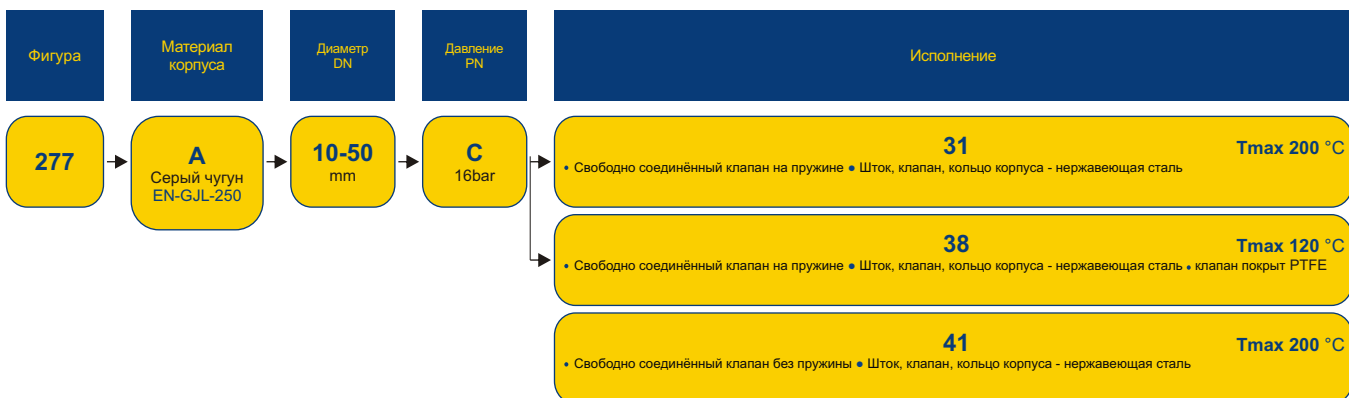 Фигура
Материал
корпуса
Диаметр
DN
Давление
PN
Исполнение
277
A
Серый чугун
EN-GJL-250
10-50
mm
C
16bar
31
Tmax 200 °C
• Свободно соединённый клапан на пружине • Шток, клапан, кольцо корпуса - нержавеющая сталь
38
Tmax 120 °C
• Свободно соединённый клапан на пружине • Шток, клапан, кольцо корпуса - нержавеющая сталь • клапан покрыт PTFE
41
Tmax 200 °C
• Свободно соединённый клапан без пружины • Шток, клапан, кольцо корпуса - нержавеющая сталь